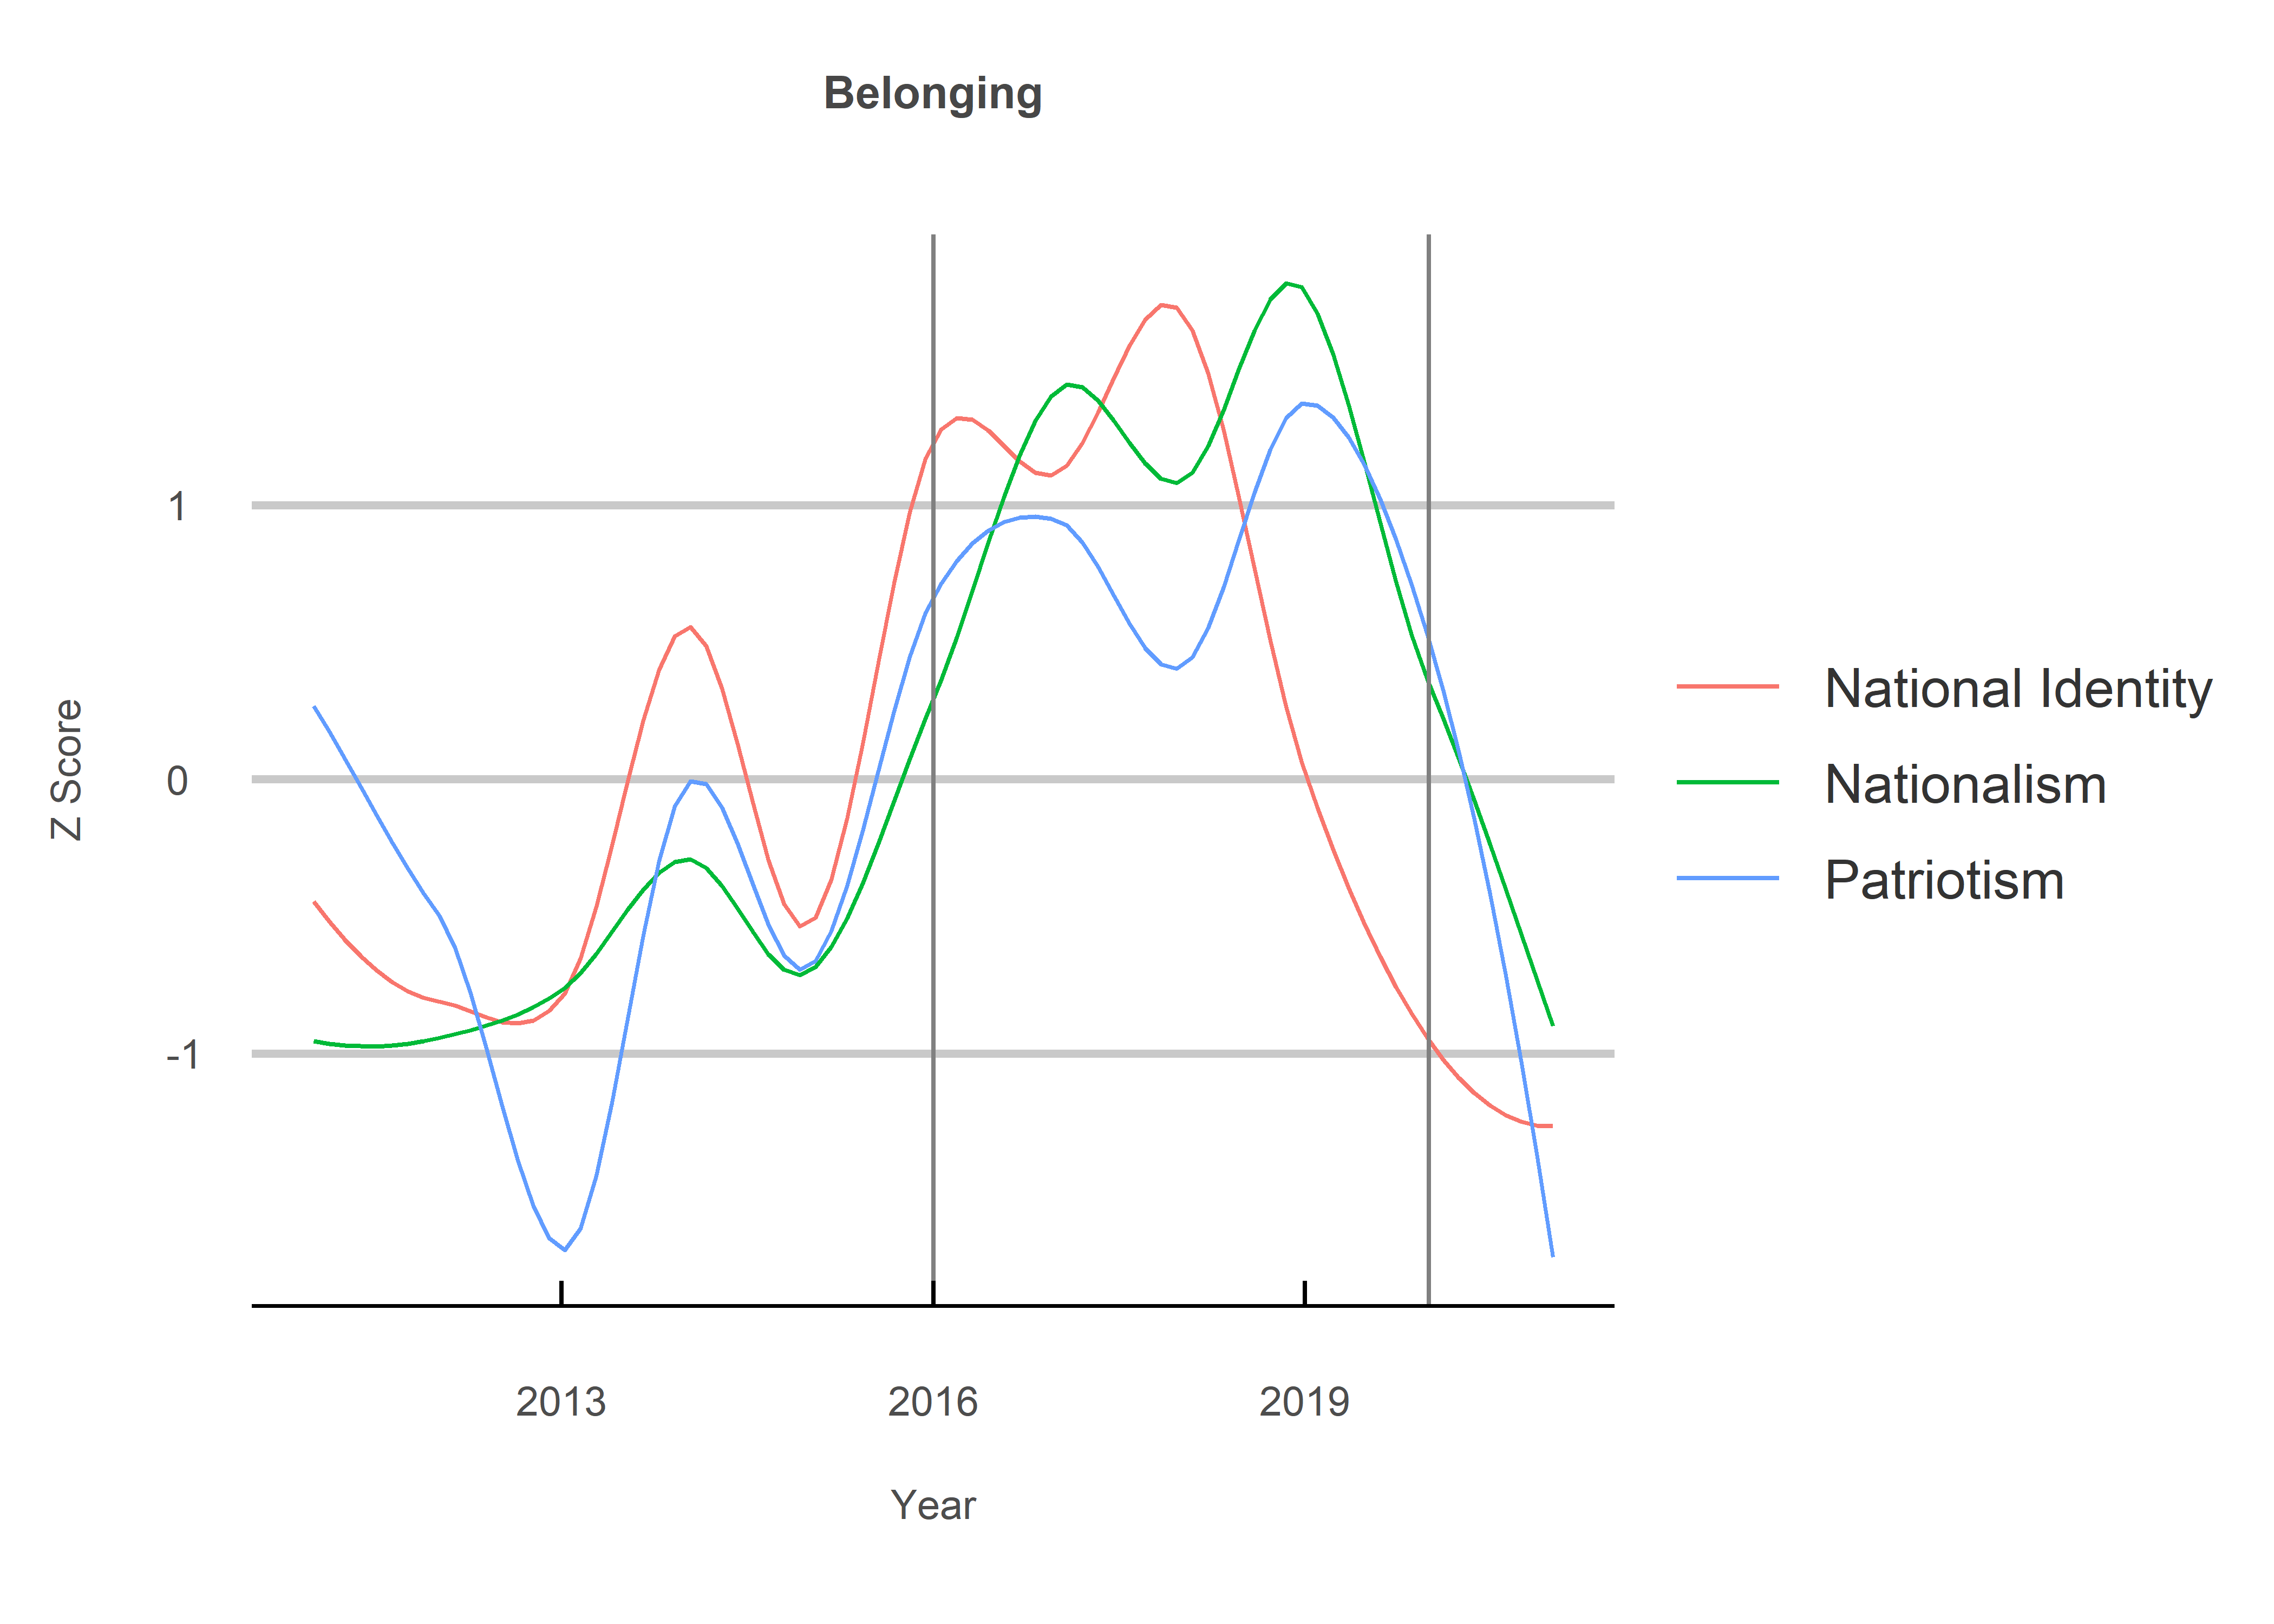 Belonging
Z Score
1
0
-1
2013
2016
2019
Year
National Identity
Nationalism
Patriotism